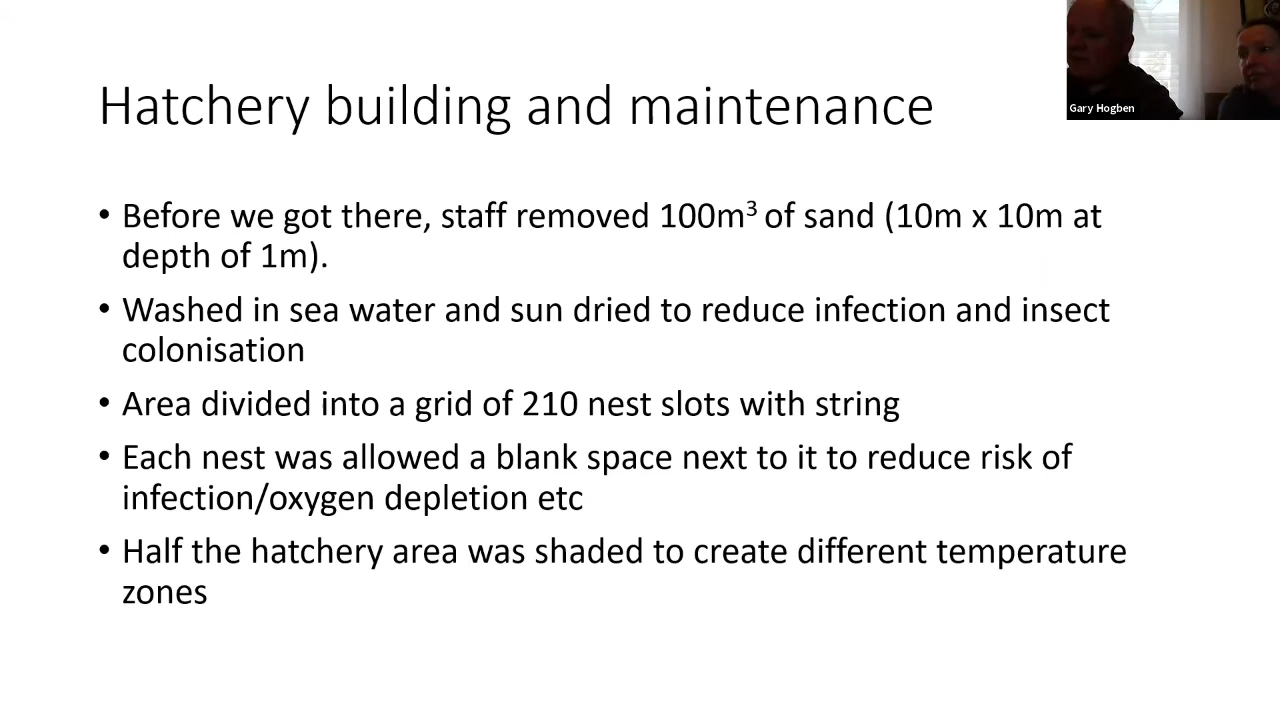 Gary Hogben
Hatchery building and maintenance
• Before we got there, staff removed 100m³ of sand (10m x 10m at
depth of 1m).
• Washed in sea water and sun dried to reduce infection and insect
colonisation
• Area divided into a grid of 210 nest slots with string
• Each nest was allowed a blank space next to it to reduce risk of
infection/oxygen depletion etc
• Half the hatchery area was shaded to create different temperature
zones